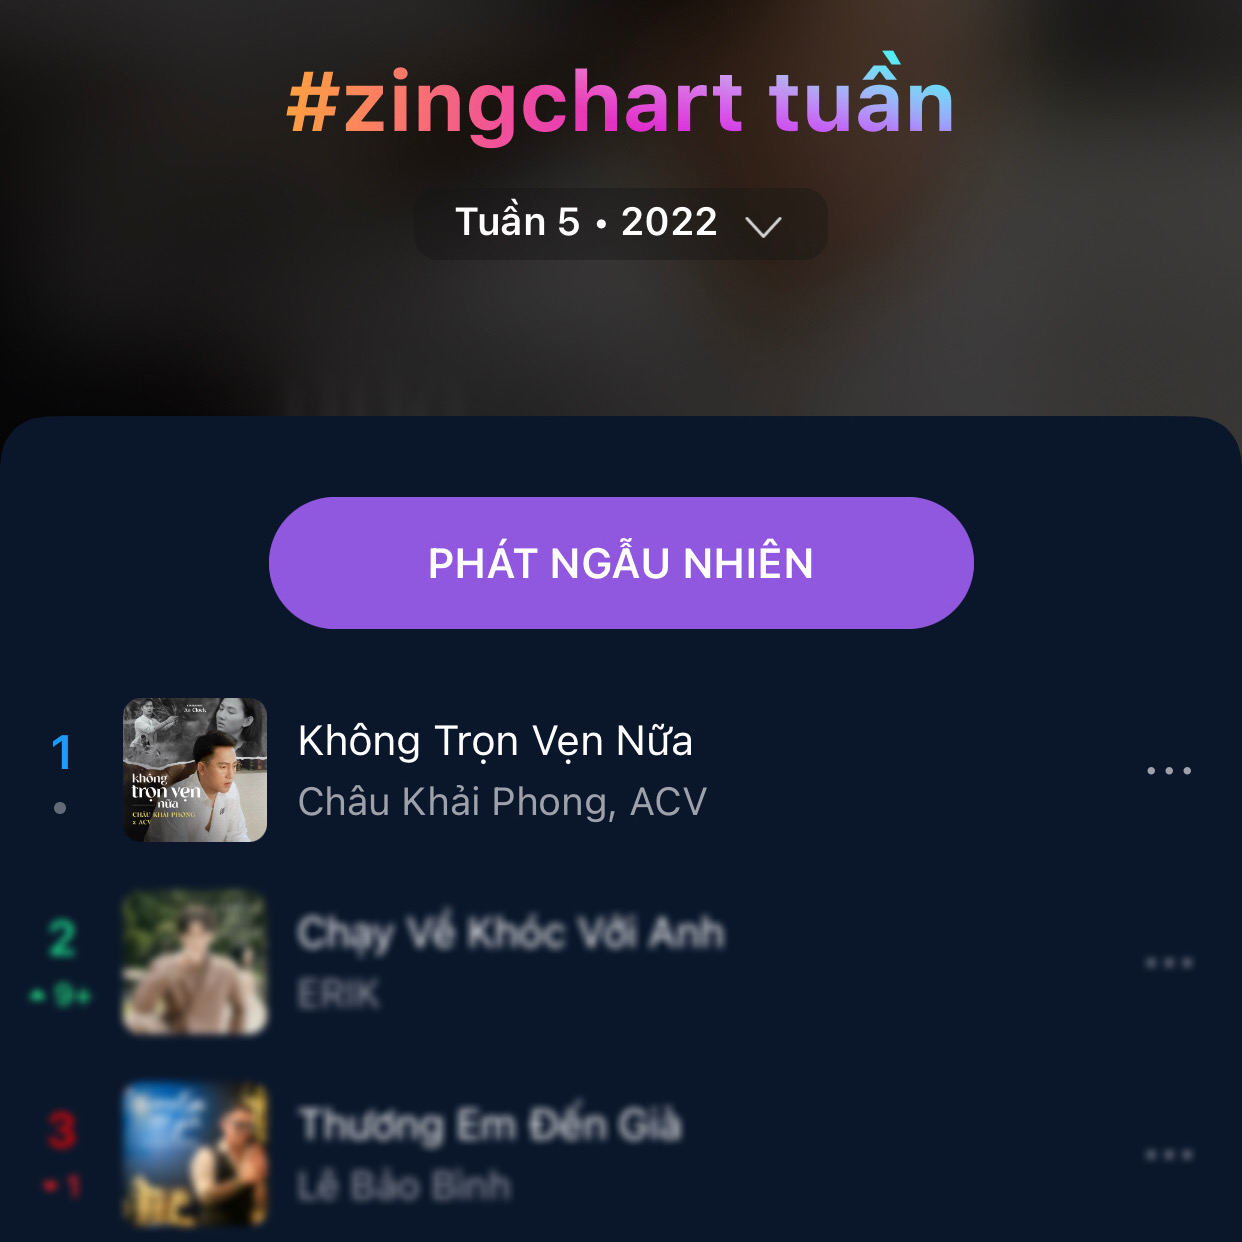 #zingchart tuần
Tuần 5 • 2022
PHÁT NGẪU NHIÊN
1
Không Trọn Vẹn Nữa
Châu Khải Phong, ACV
không
trọn vẹn
nữa
CHÂU KHẢI PHONG
x ACV
2
9+
Chạy Về Khóc Với Anh
ERIK
3
1
Thương Em Đến Già
Lê Bảo Bình